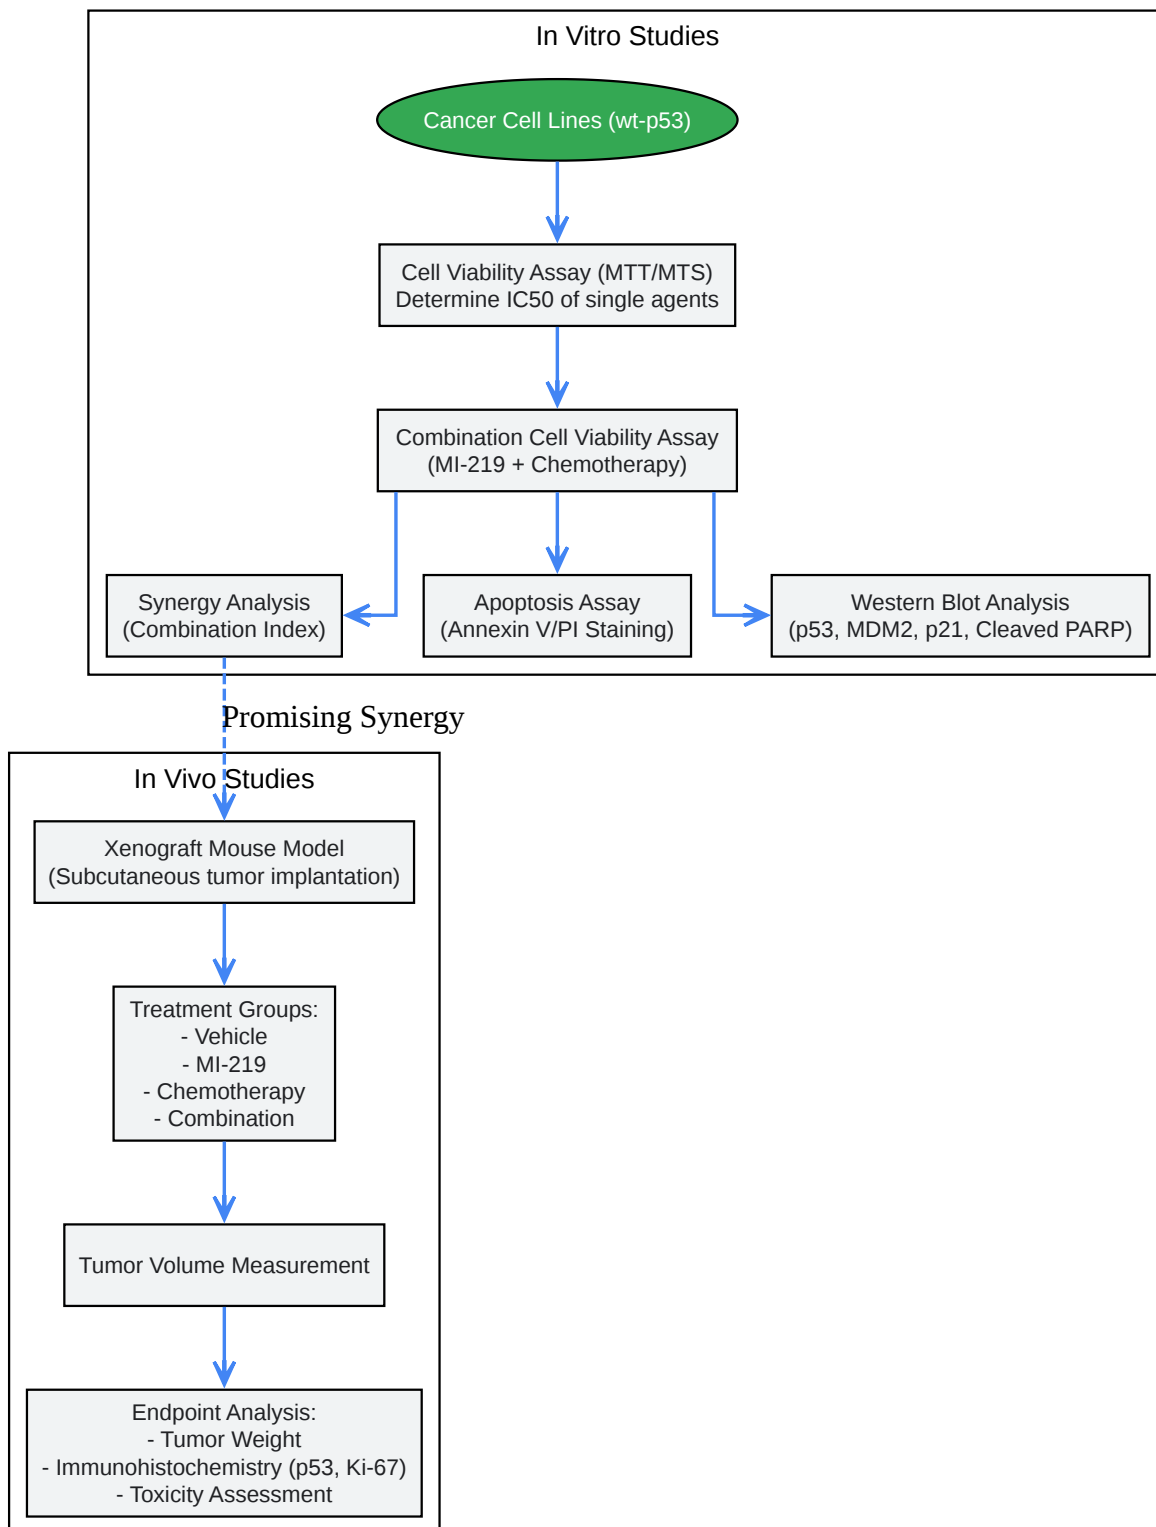 In Vitro Studies
Cancer Cell Lines (wt-p53)
Cell Viability Assay (MTT/MTS)
Determine IC50 of single agents
Combination Cell Viability Assay
(MI-219 + Chemotherapy)
Synergy Analysis
(Combination Index)
Apoptosis Assay
(Annexin V/PI Staining)
Western Blot Analysis
(p53, MDM2, p21, Cleaved PARP)
Promising Synergy
In Vivo Studies
Xenograft Mouse Model
(Subcutaneous tumor implantation)
Treatment Groups:
- Vehicle
- MI-219
- Chemotherapy
- Combination
Tumor Volume Measurement
Endpoint Analysis:
- Tumor Weight
- Immunohistochemistry (p53, Ki-67)
- Toxicity Assessment